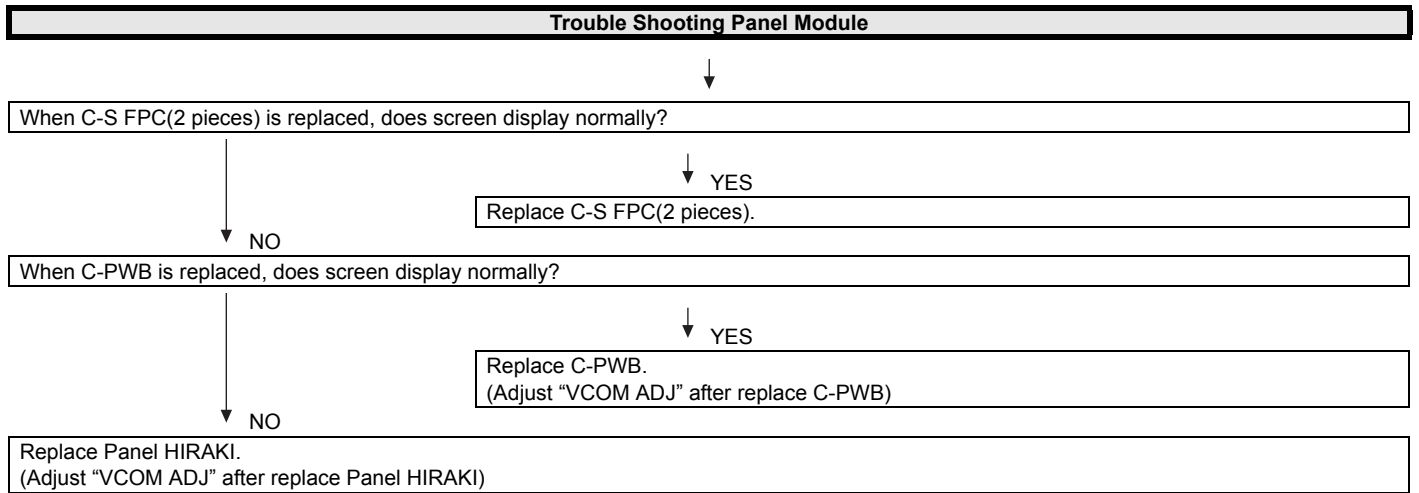 Trouble Shooting Panel Module
When C-S FPC(2 pieces) is replaced, does screen display normally?
YES
Replace C-S FPC(2 pieces).
NO
When C-PWB is replaced, does screen display normally?
YES
Replace C-PWB.
(Adjust “VCOM ADJ” after replace C-PWB)
NO
Replace Panel HIRAKI.
(Adjust “VCOM ADJ” after replace Panel HIRAKI)